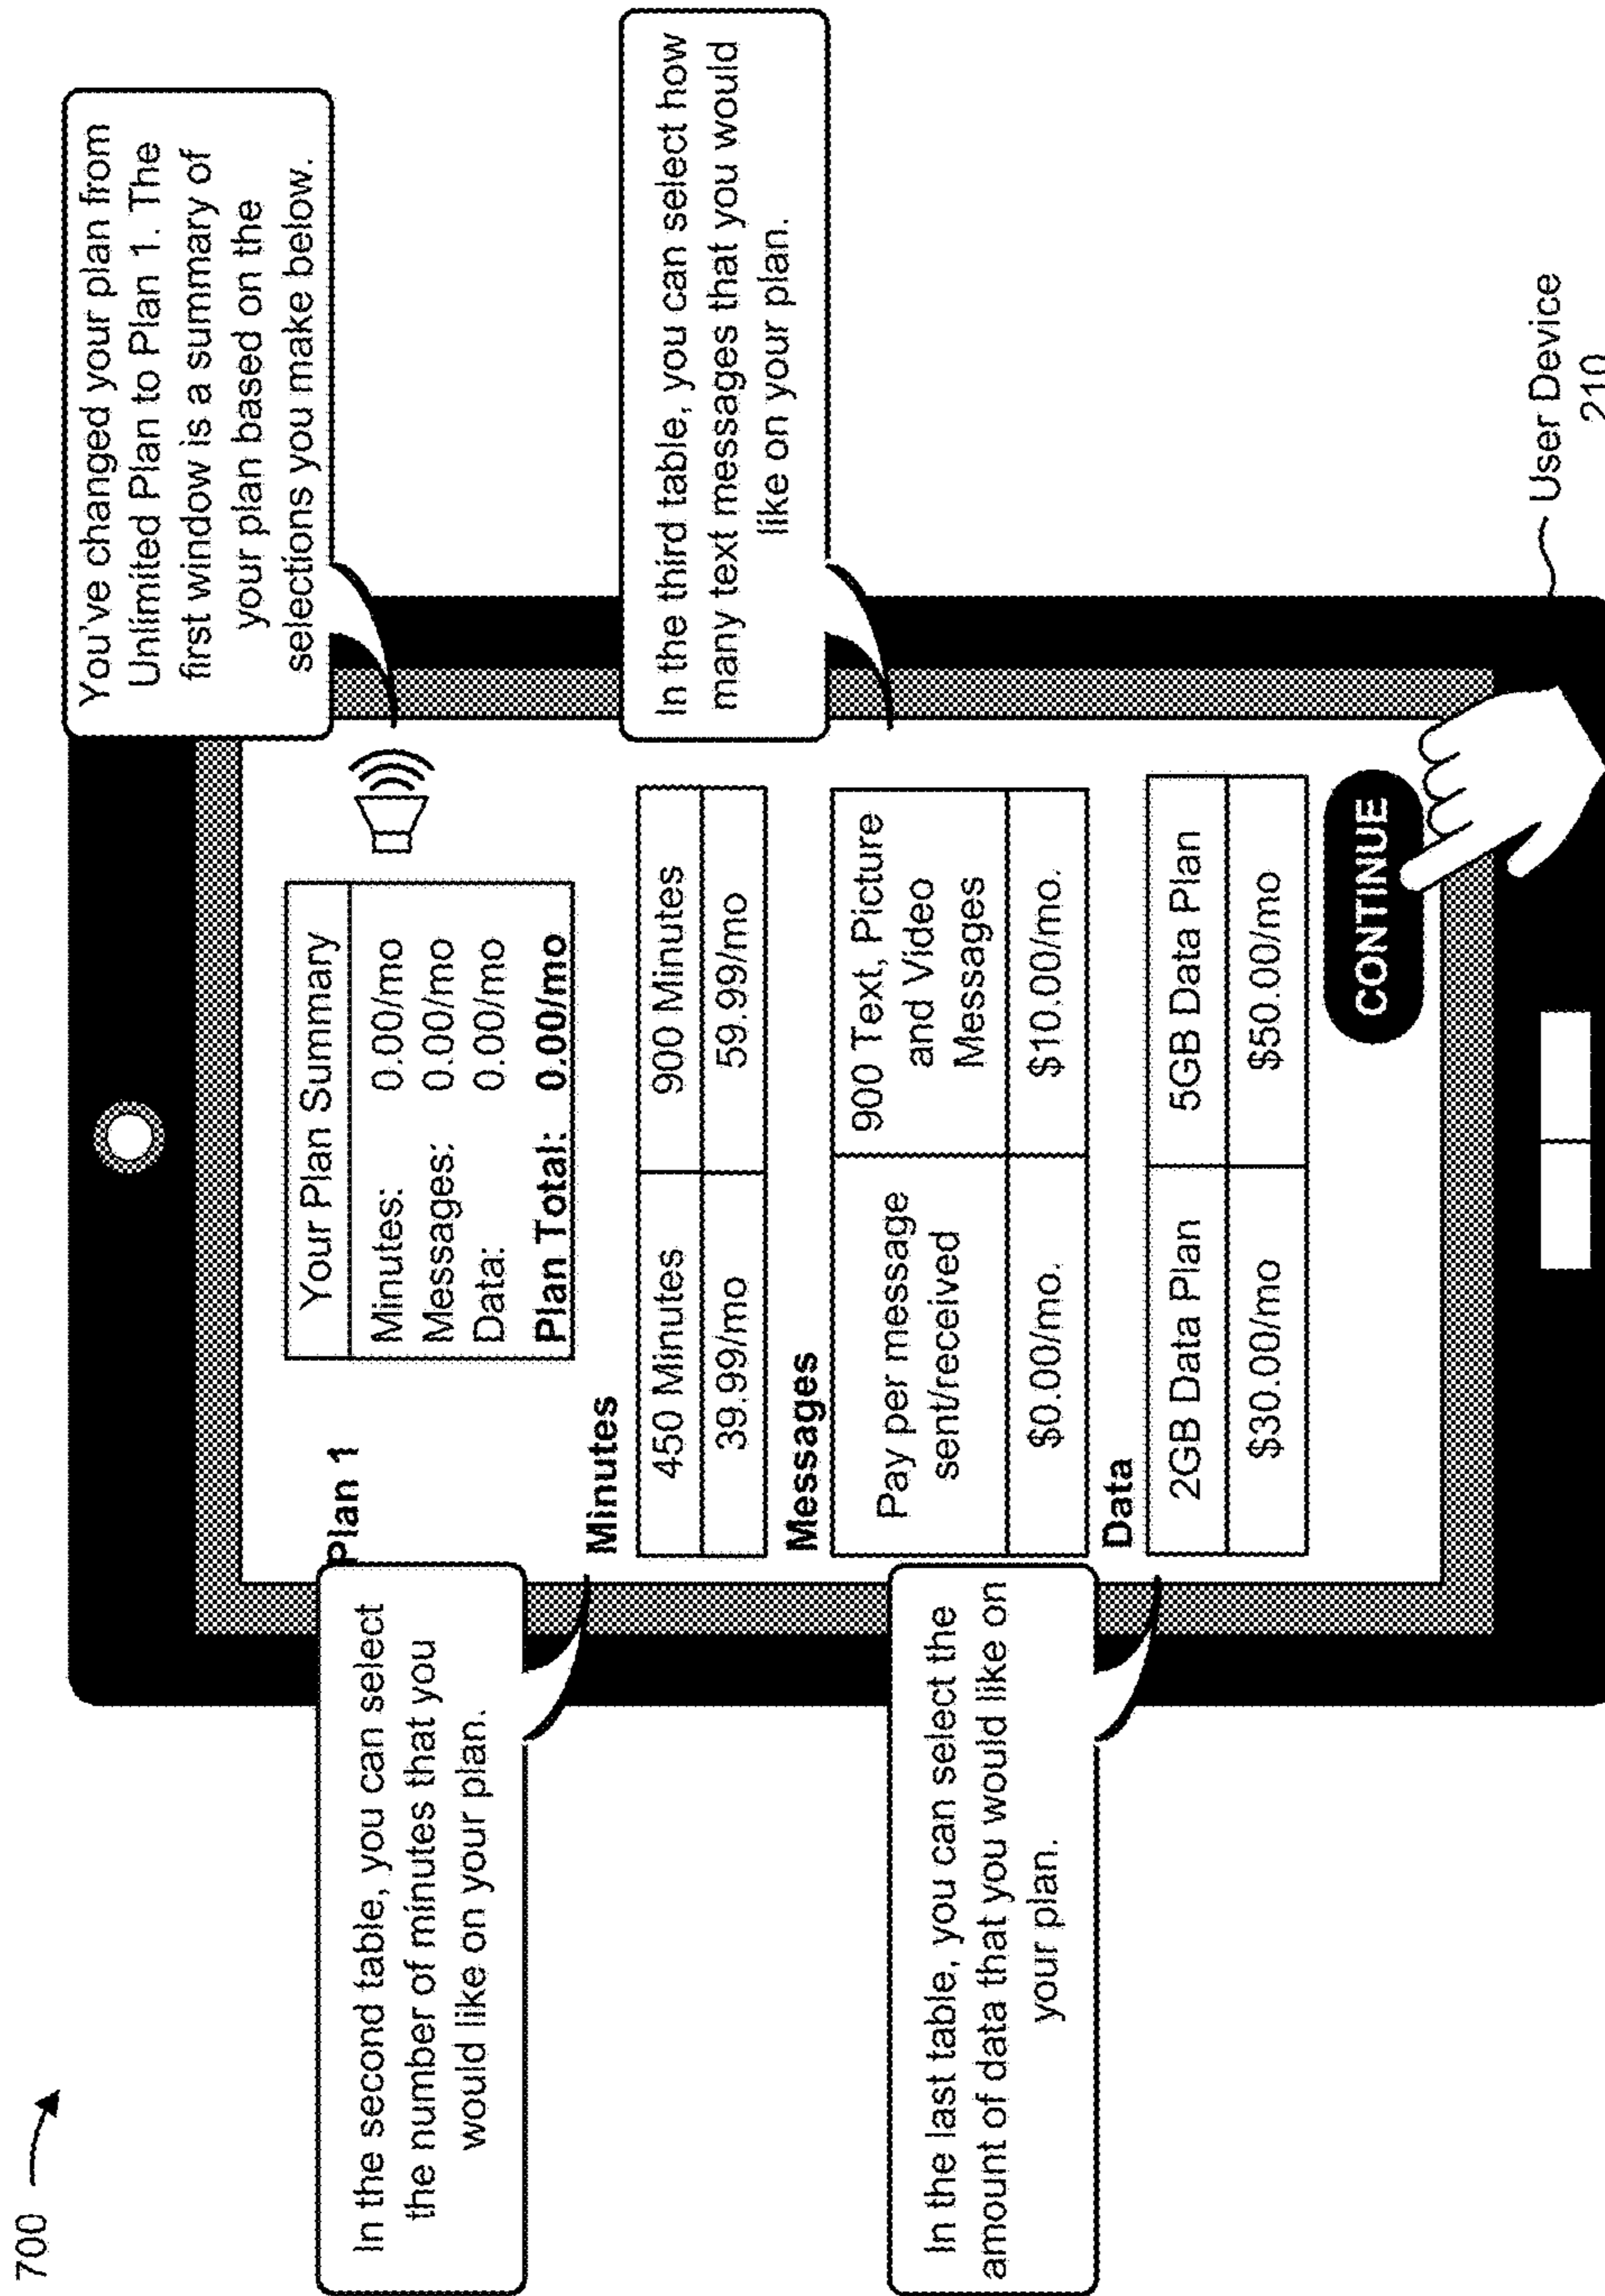 700
You've changed your plan from
Unlimited Plan to Plan 1. The
first window is a summary of
your plan based on the
selections you make below.
In the second table, you can select
the number of minutes that you
would like on your plan.
In the third table, you can select how
many text messages that you would
like on your plan.
In the last table, you can select the
amount of data that you would like on
your plan.
Plan 1
Your Plan Summary
Minutes: 0.00/mo
Messages: 0.00/mo
Data: 0.00/mo
Plan Total: 0.00/mo
Minutes
450 Minutes 900 Minutes
39.99/mo 59.99/mo
Messages
Pay per message
sent/received
900 Text, Picture
and Video
Messages
$0.00/mo. $10.00/mo.
Data
2GB Data Plan 5GB Data Plan
$30.00/mo $50.00/mo
CONTINUE
User Device
210